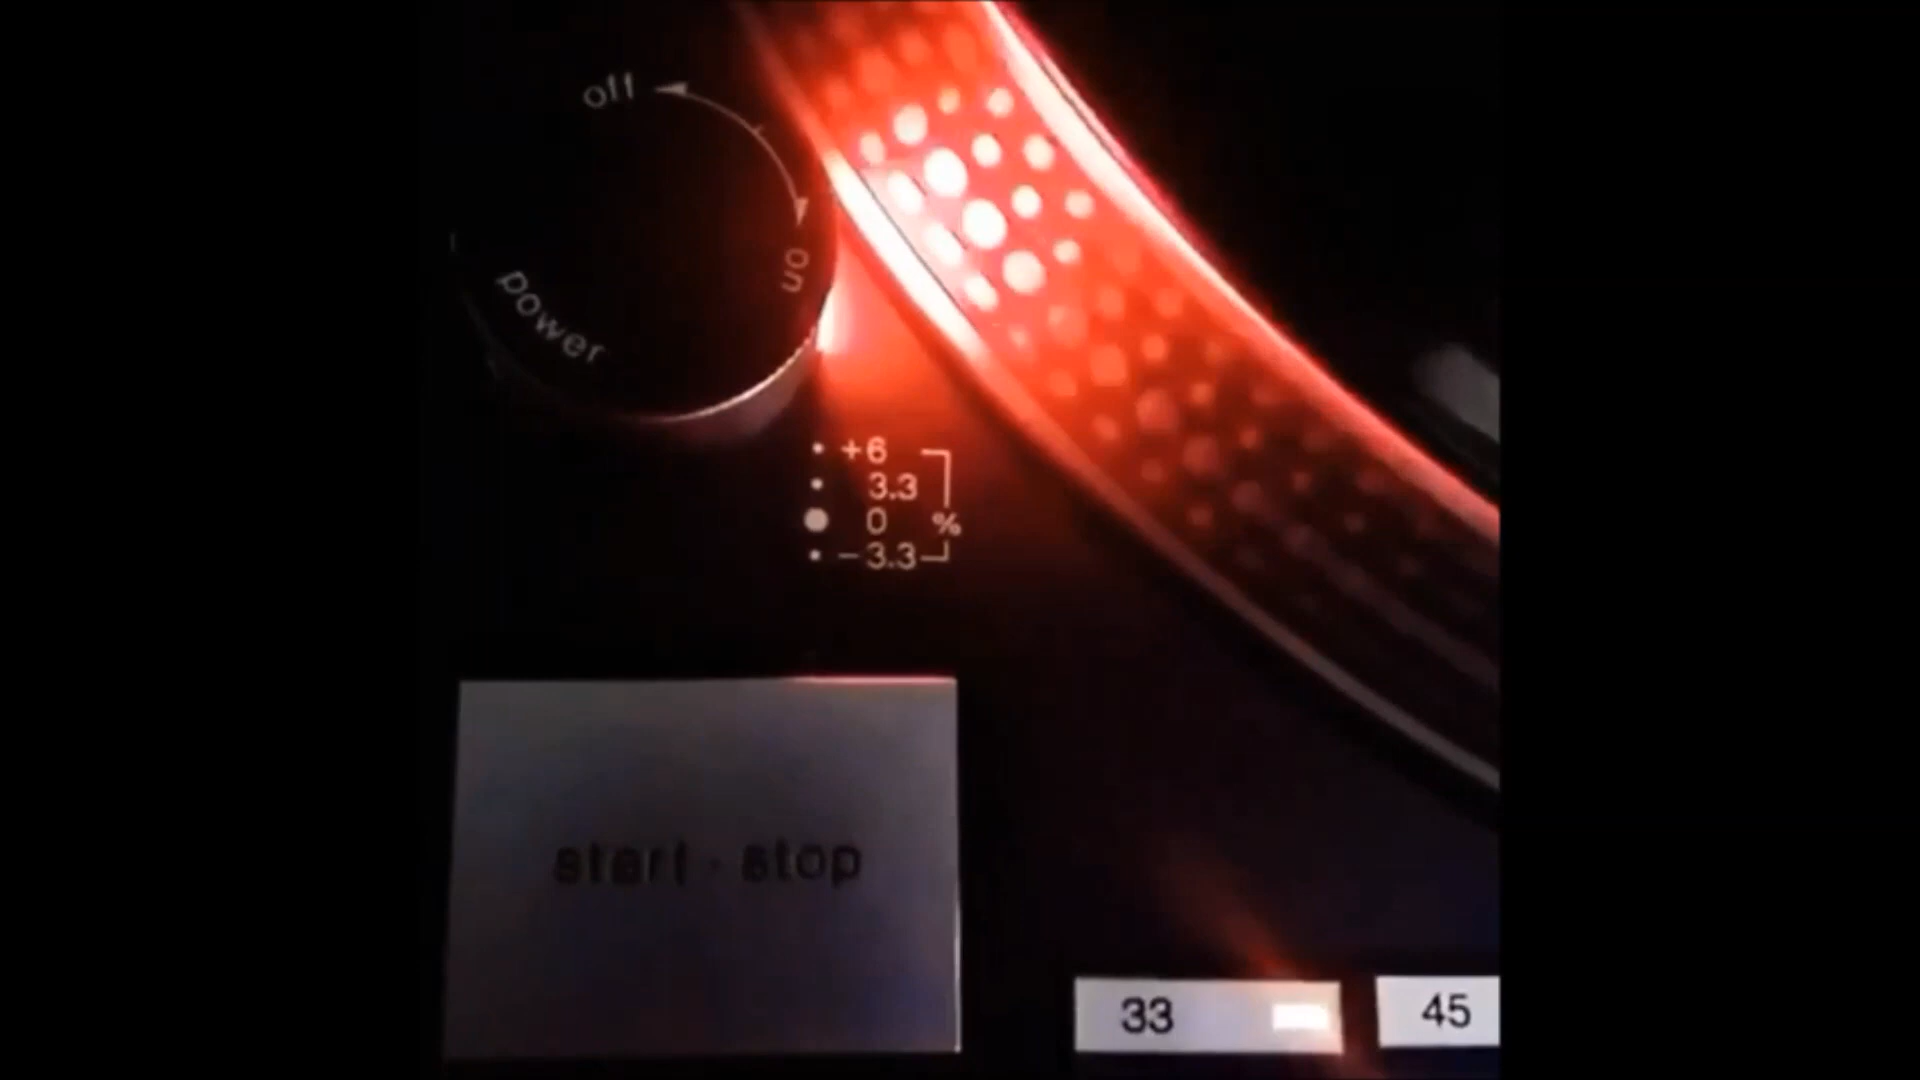 off
on
power
+6
3.3
0 %
−3.3
start · stop
33
45